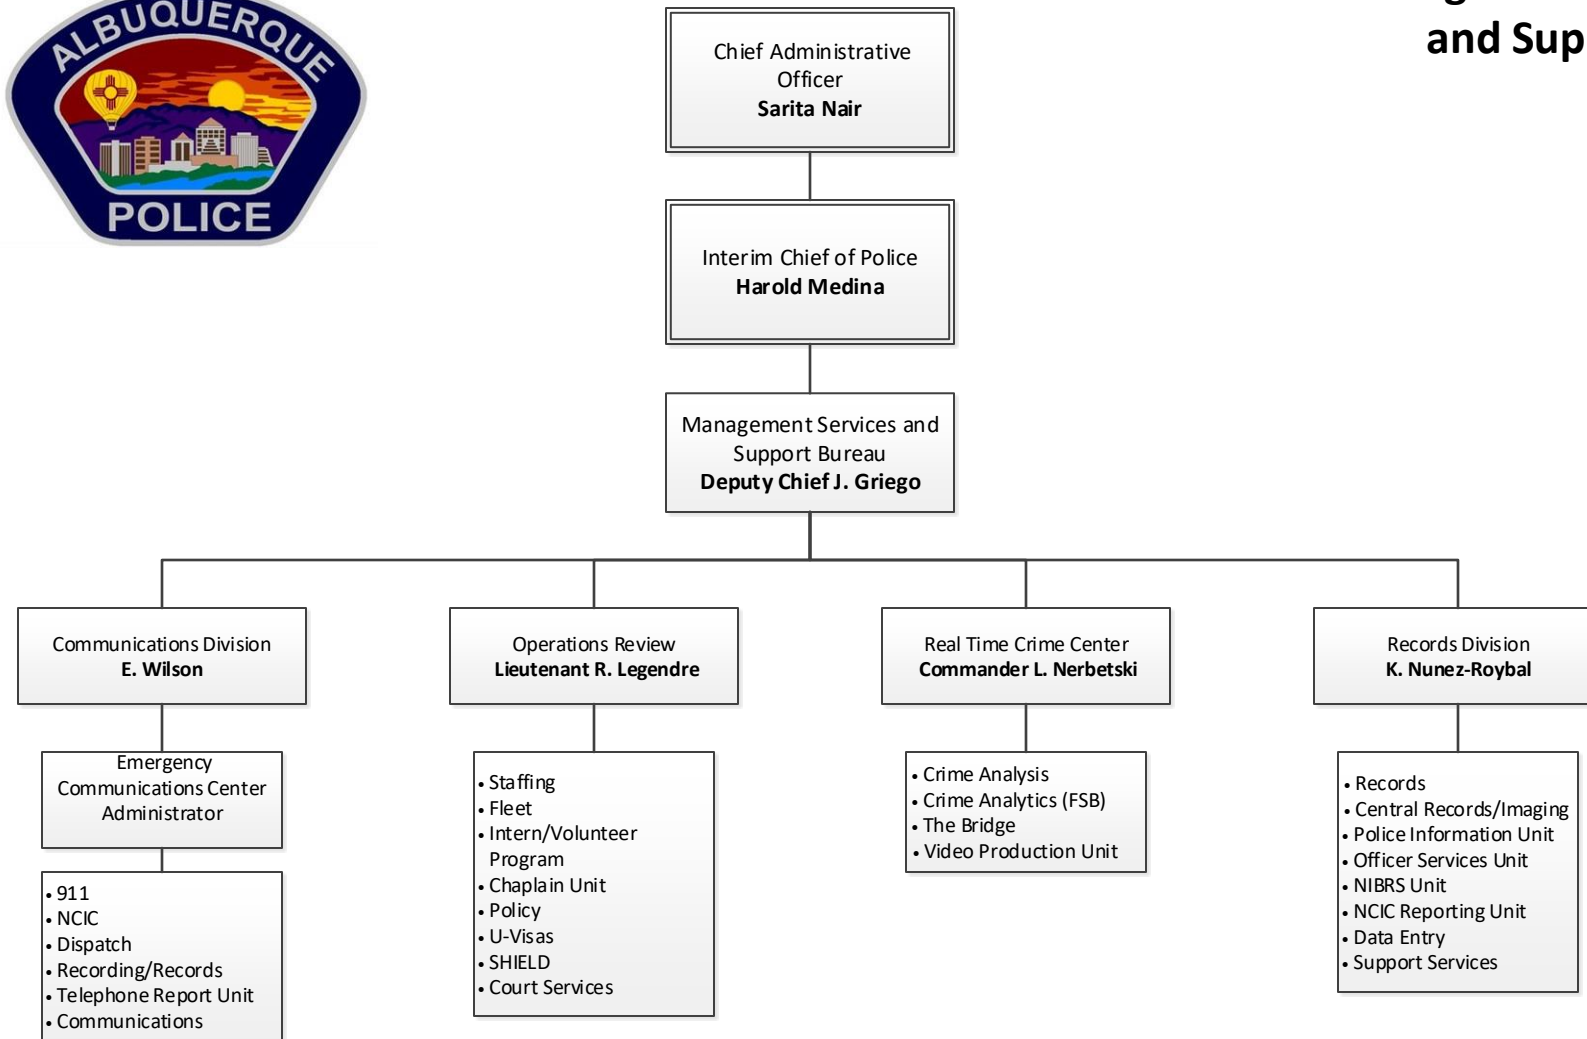 ALBUQUERQUE
POLICE
and Sup
Chief Administrative
Officer
Sarita Nair
Interim Chief of Police
Harold Medina
Management Services and
Support Bureau
Deputy Chief J. Griego
Communications Division
E. Wilson
Operations Review
Lieutenant R. Legendre
Real Time Crime Center
Commander L. Nerbetski
Records Division
K. Nunez-Roybal
Emergency
Communications Center
Administrator
• 911
• NCIC
• Dispatch
• Recording/Records
• Telephone Report Unit
• Communications
• Staffing
• Fleet
• Intern/Volunteer
Program
• Chaplain Unit
• Policy
• U-Visas
• SHIELD
• Court Services
• Crime Analysis
• Crime Analytics (FSB)
• The Bridge
• Video Production Unit
• Records
• Central Records/Imaging
• Police Information Unit
• Officer Services Unit
• NIBRS Unit
• NCIC Reporting Unit
• Data Entry
• Support Services